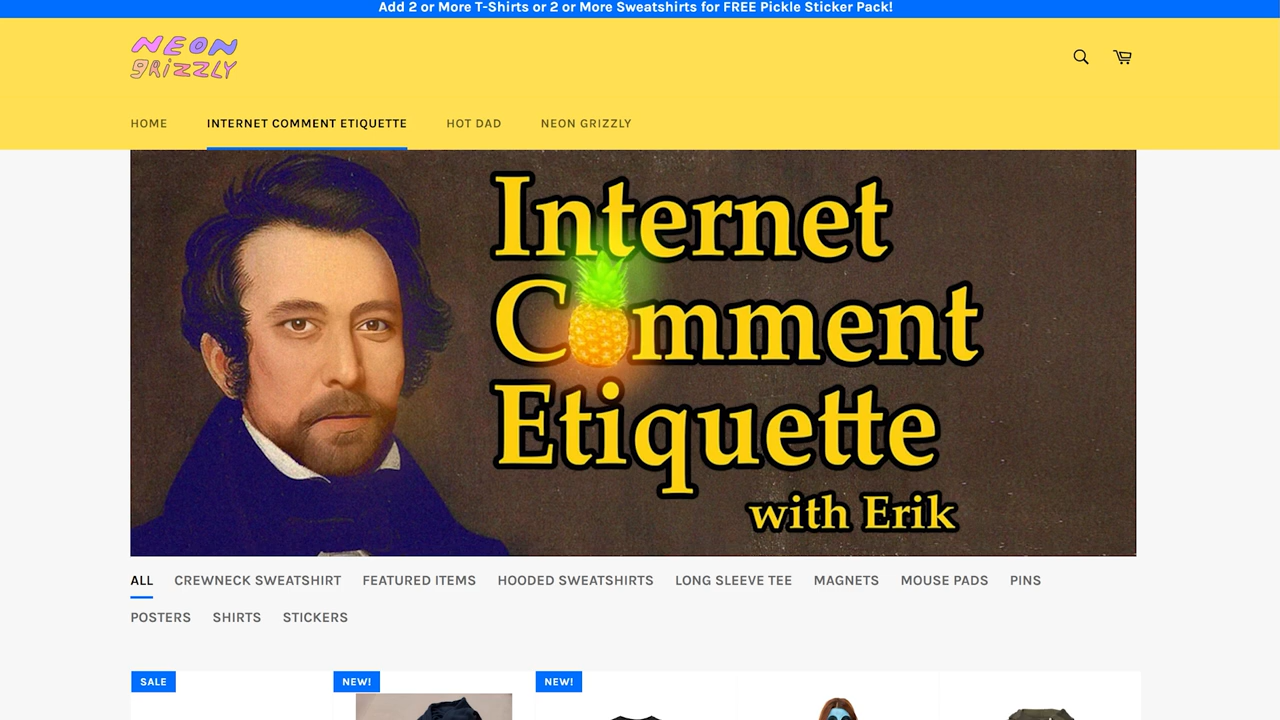 Add 2 or More T-Shirts or 2 or More Sweatshirts for FREE Pickle Sticker Pack!
NEON
GRIZZLY
HOME INTERNET COMMENT ETIQUETTE HOT DAD NEON GRIZZLY
Internet
Comment
Etiquette
with Erik
ALL CREWNECK SWEATSHIRT FEATURED ITEMS HOODED SWEATSHIRTS LONG SLEEVE TEE MAGNETS MOUSE PADS PINS
POSTERS SHIRTS STICKERS
SALE NEW! NEW!